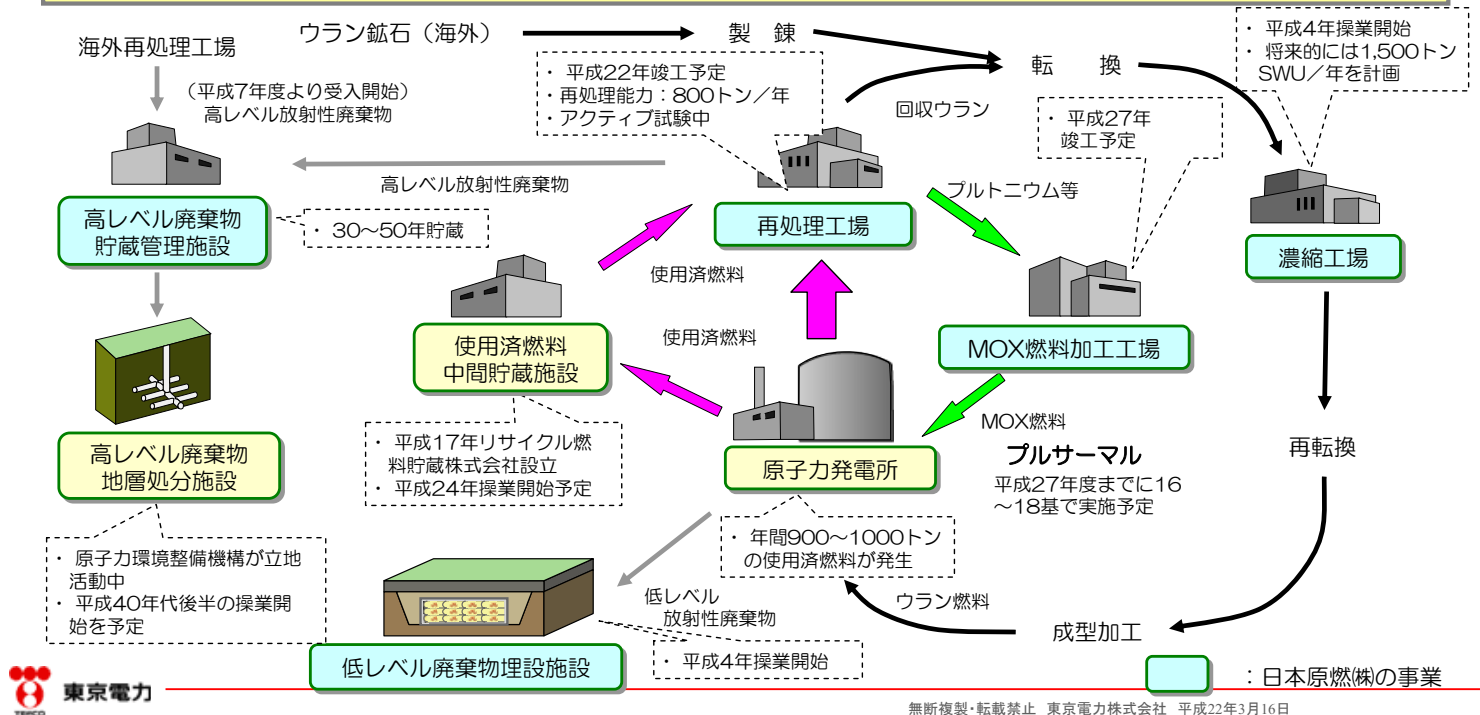 海外再処理工場
ウラン鉱石（海外）
製 錬
転 換
・ 平成4年操業開始
・ 将来的には1,500トン
SWU／年を計画
（平成7年度より受入開始）
高レベル放射性廃棄物
・ 平成22年竣工予定
・再処理能力：800トン／年
・アクティブ試験中
回収ウラン
・ 平成27年
竣工予定
高レベル放射性廃棄物
プルトニウム等
高レベル廃棄物
貯蔵管理施設
・ 30～50年貯蔵
再処理工場
濃縮工場
使用済燃料
使用済燃料
使用済燃料
中間貯蔵施設
MOX燃料加工工場
・ 平成17年リサイクル燃
料貯蔵株式会社設立
・ 平成24年操業開始予定
MOX燃料
プルサーマル
平成27年度までに16
～18基で実施予定
高レベル廃棄物
地層処分施設
原子力発電所
再転換
・ 年間900～1000トン
の使用済燃料が発生
・ 原子力環境整備機構が立地
活動中
・ 平成40年代後半の操業開
始を予定
低レベル
放射性廃棄物
ウラン燃料
成型加工
低レベル廃棄物埋設施設
・ 平成4年操業開始
：日本原燃㈱の事業
東京電力
TEPCO
無断複製・転載禁止 東京電力株式会社 平成22年3月16日